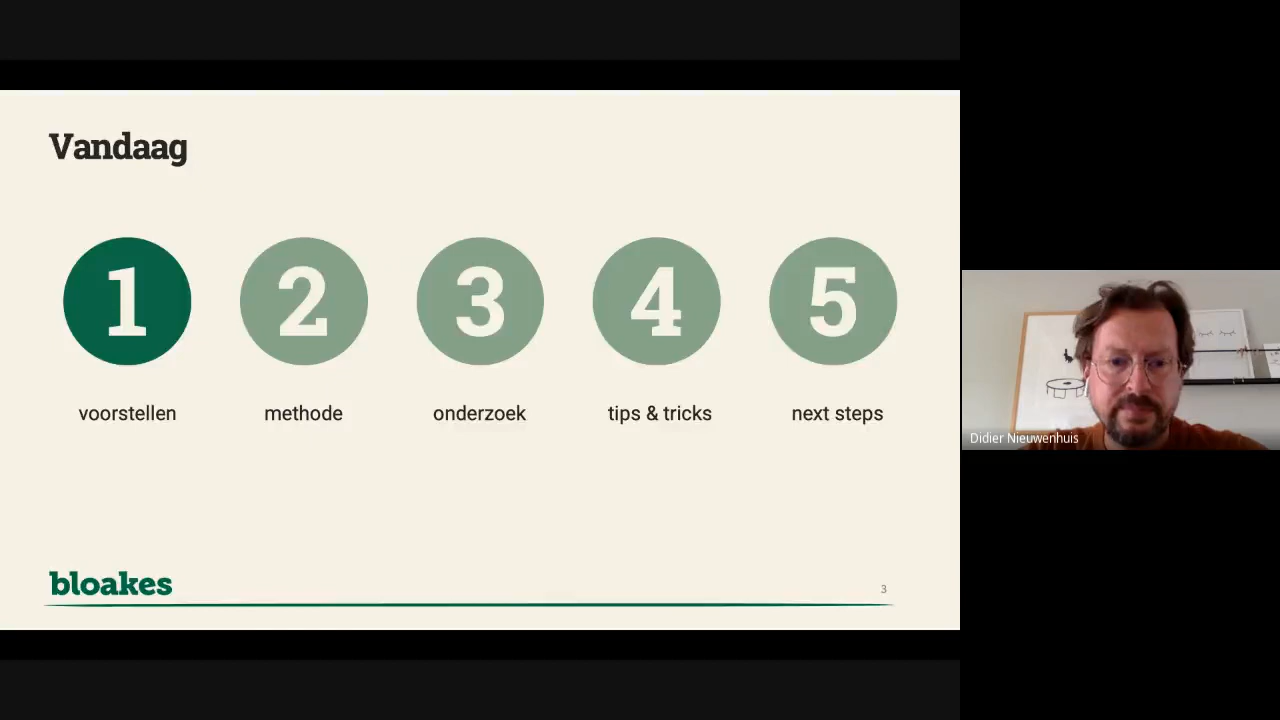 Vandaag
1 2 3 4 5
voorstellen methode onderzoek tips & tricks next steps
Didier Nieuwenhuis
bloakes
3